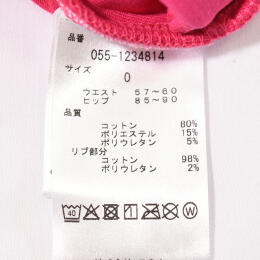 品番
055-1234814
サイズ
0
ウエスト 57〜60
ヒップ 85〜90
品質
コットン 80%
ポリエステル 15%
ポリウレタン 5%
リブ部分
コットン 98%
ポリウレタン 2%
40